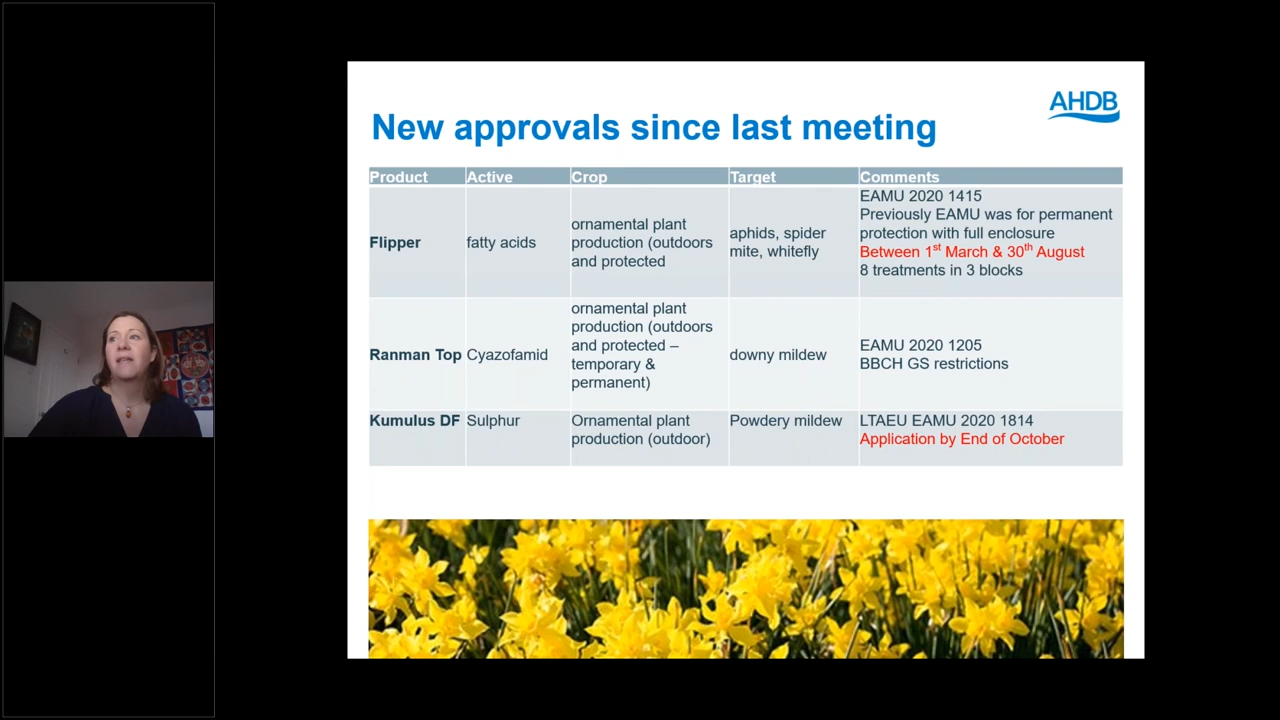 AHDB
New approvals since last meeting
Product Active Crop Target Comments
Flipper
fatty acids
ornamental plant
production (outdoors
and protected
aphids, spider
mite, whitefly
EAMU 2020 1415
Previously EAMU was for permanent
protection with full enclosure
Between 1st March & 30th August
8 treatments in 3 blocks
Ranman Top
Cyazofamid
ornamental plant
production (outdoors
and protected –
temporary &
permanent)
downy mildew
EAMU 2020 1205
BBCH GS restrictions
Kumulus DF
Sulphur
Ornamental plant
production (outdoor)
Powdery mildew
LTAEU EAMU 2020 1814
Application by End of October